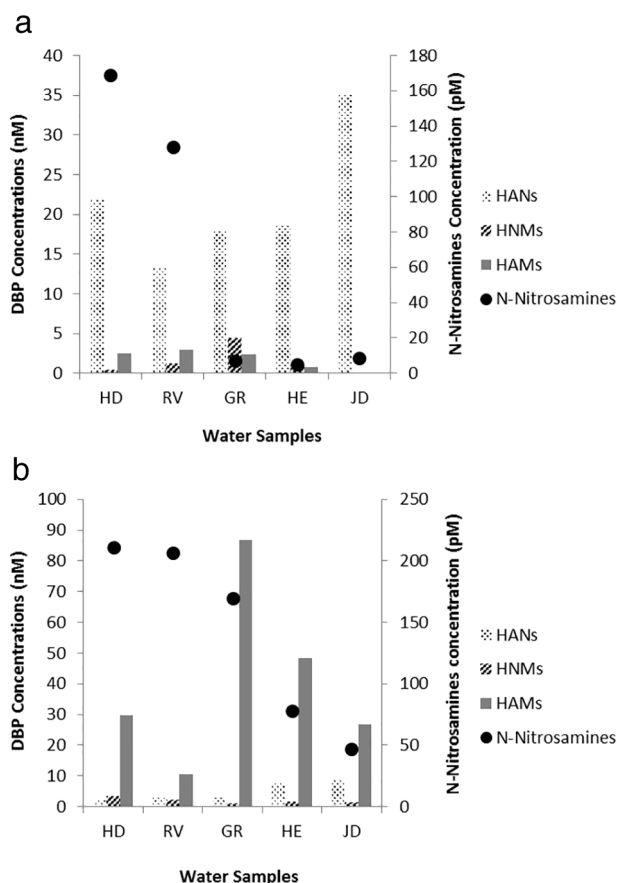 a
DBP Concentrations (nM)
40
35
30
25
20
15
10
5
0
180
160
140
120
100
80
60
40
20
0
N-Nitrosamines Concentration (pM)
HANs
HNMs
HAMs
N-Nitrosamines
HD RV GR HE JD
Water Samples
b
DBP Concentrations (nM)
100
90
80
70
60
50
40
30
20
10
0
250
200
150
100
50
0
N-Nitrosamines concentration (pM)
HANs
HNMs
HAMs
N-Nitrosamines
HD RV GR HE JD
Water Samples